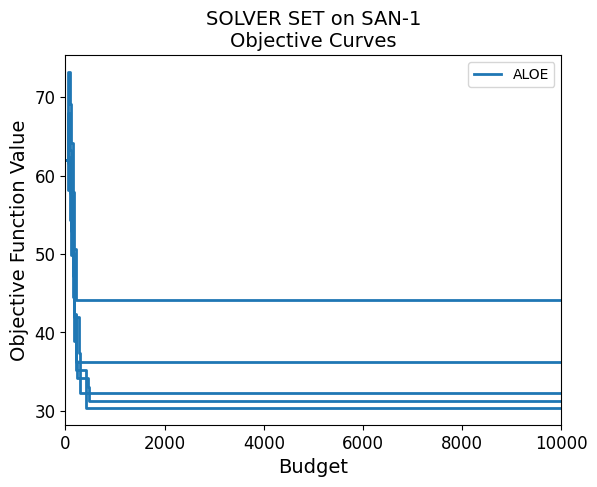 SOLVER SET on SAN-1
Objective Curves
ALOE
Objective Function Value
70
60
50
40
30
0 2000 4000 6000 8000 10000
Budget